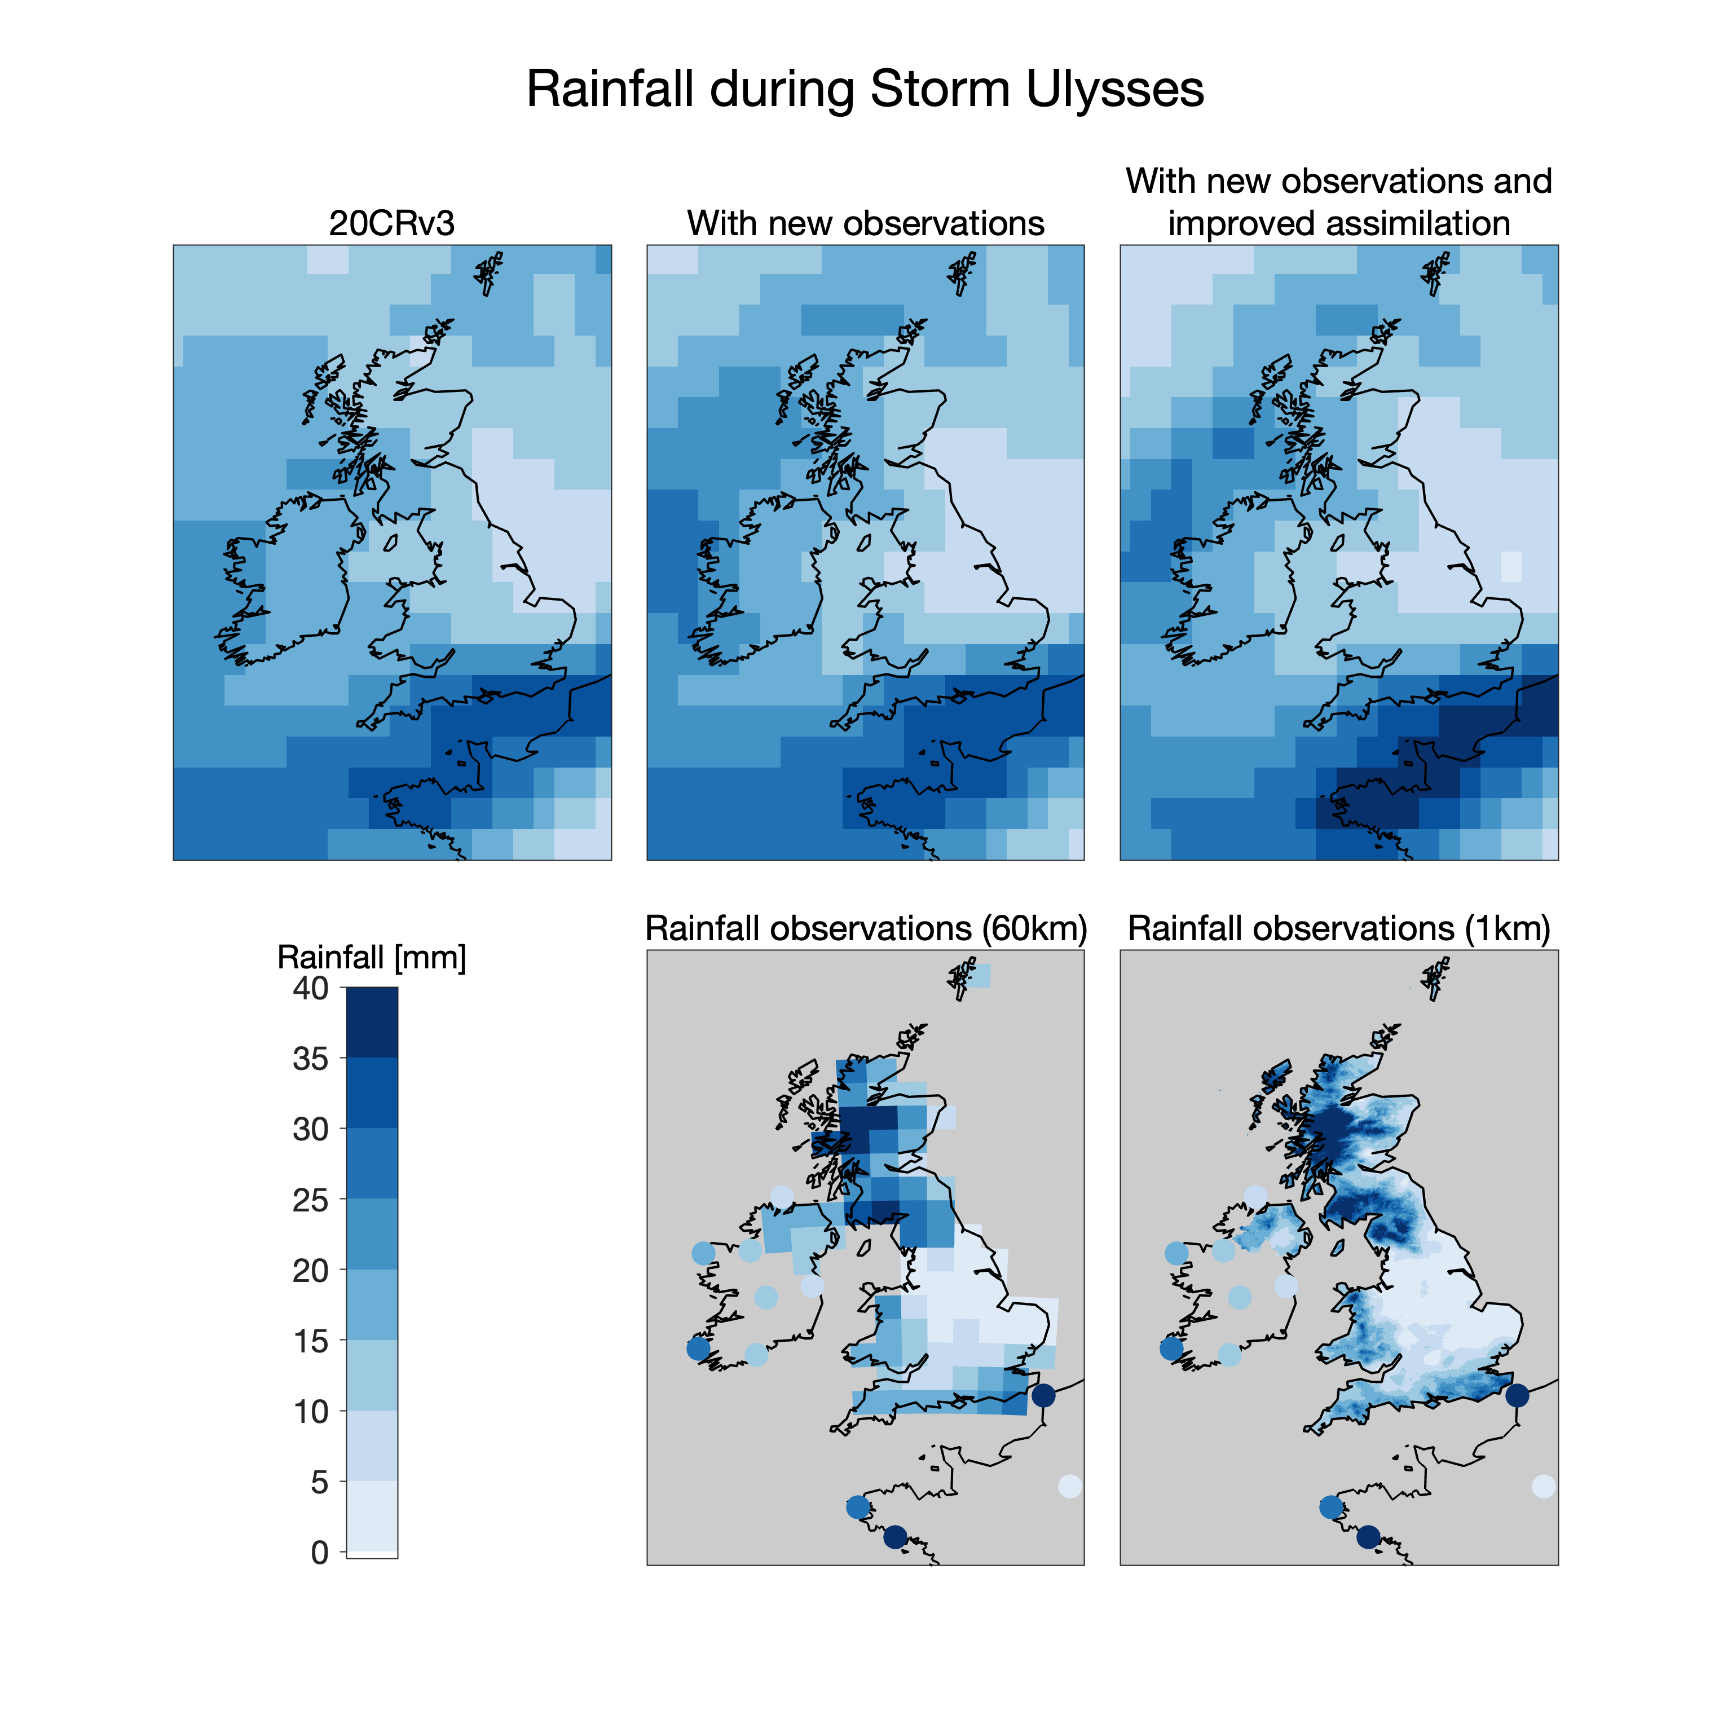 Rainfall during Storm Ulysses
20CRv3
With new observations
With new observations and
improved assimilation
Rainfall [mm]
40
35
30
25
20
15
10
5
0
Rainfall observations (60km)
Rainfall observations (1km)